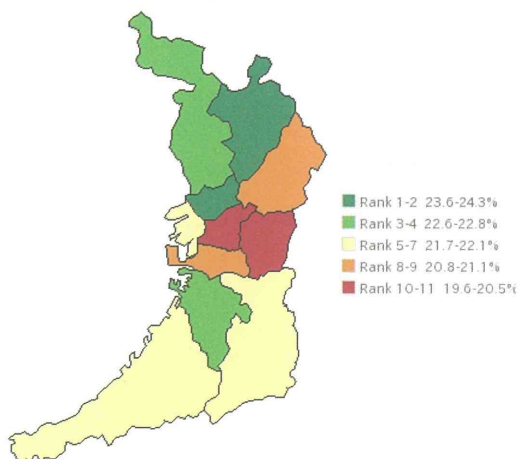 Rank 1-2 23.6-24.3%
Rank 3-4 22.6-22.8%
Rank 5-7 21.7-22.1%
Rank 8-9 20.8-21.1%
Rank 10-11 19.6-20.5%